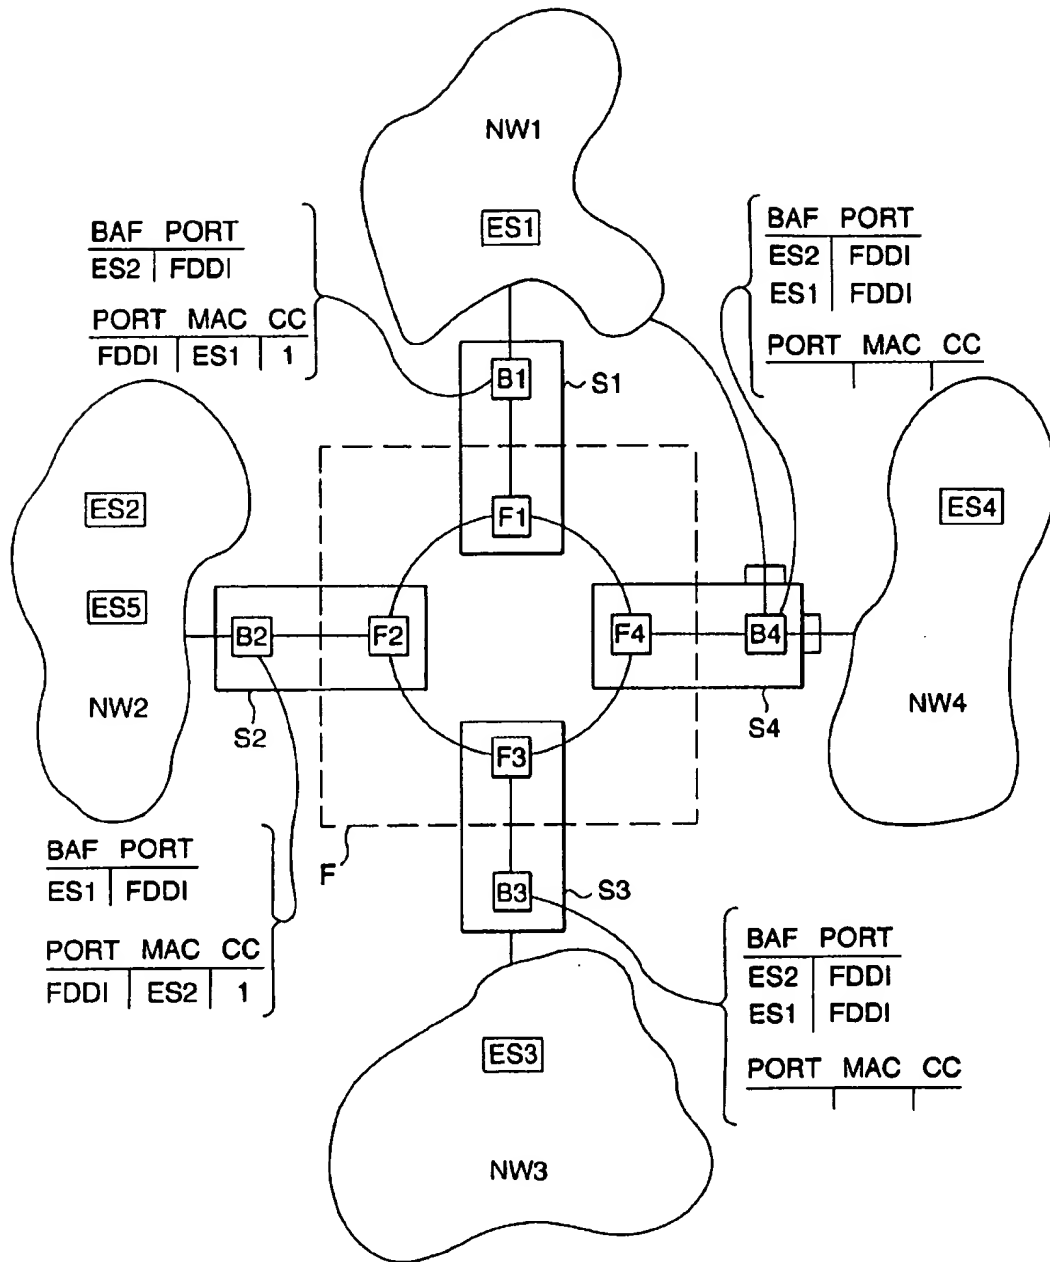 NW1
ES1
BAF PORT
ES2 FDDI
PORT MAC CC
FDDI ES1 1
BAF PORT
ES2 FDDI
ES1 FDDI
PORT MAC CC
B1
S1
ES2
ES5
NW2
F1
ES4
NW4
B2
F2
S2
F4
B4
S4
F3
F
B3
S3
BAF PORT
ES1 FDDI
PORT MAC CC
FDDI ES2 1
BAF PORT
ES2 FDDI
ES1 FDDI
PORT MAC CC
ES3
NW3